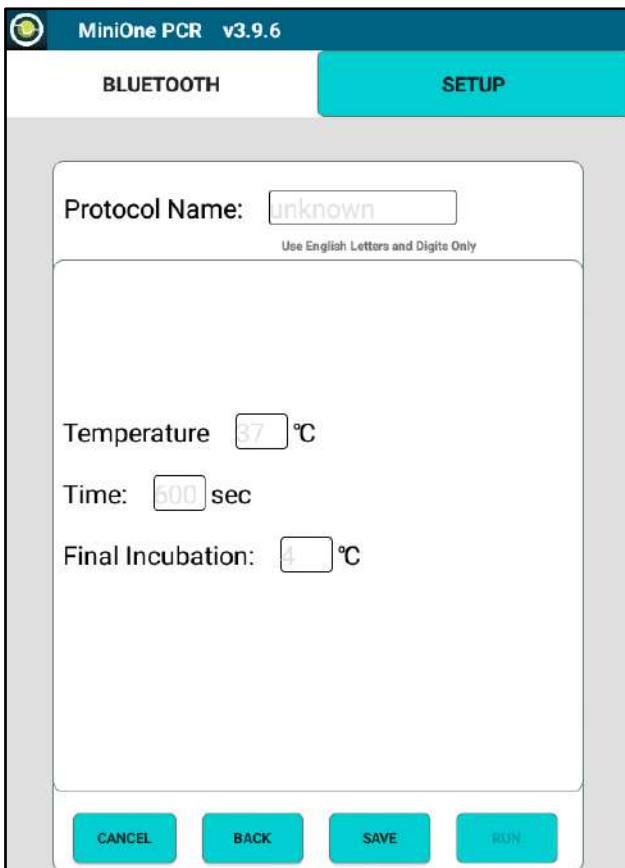 MiniOne PCR v3.9.6
BLUETOOTH SETUP
Protocol Name: unknown
Use English Letters and Digits Only
Temperature 37 °C
Time: 600 sec
Final Incubation: 4 °C
CANCEL BACK SAVE RUN